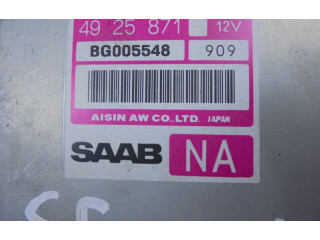 49 25 871 12V
BG005548 909
AISIN AW CO., LTD. JAPAN
SAAB NA